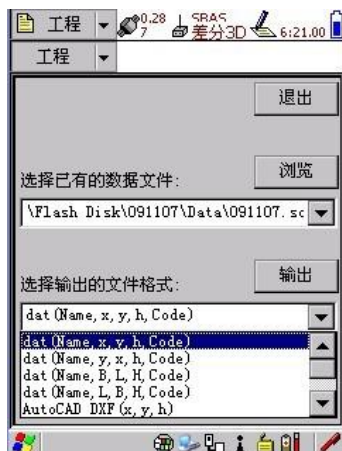 工程 0.28 SBAS
7 差分3D 6:21.00
工程
退出
浏览
选择已有的数据文件:
\Flash Disk\091107\Data\091107.sc
输出
选择输出的文件格式:
dat(Name,x,y,h,Code)
dat(Name,x,y,h,Code)
dat(Name,y,x,h,Code)
dat(Name,B,L,H,Code)
dat(Name,L,B,H,Code)
AutoCAD DXF(x,y,h)